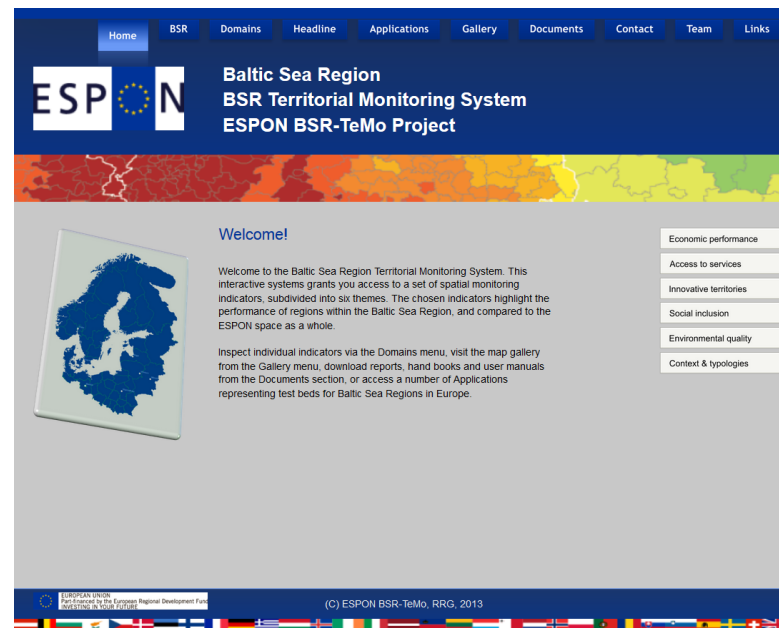 Home BSR Domains Headline Applications Gallery Documents Contact Team Links
ESPON
Baltic Sea Region
BSR Territorial Monitoring System
ESPON BSR-TeMo Project
Welcome!
Welcome to the Baltic Sea Region Territorial Monitoring System. This
interactive systems grants you access to a set of spatial monitoring
indicators, subdivided into six themes. The chosen indicators highlight the
performance of regions within the Baltic Sea Region, and compared to the
ESPON space as a whole.
Inspect individual indicators via the Domains menu, visit the map gallery
from the Gallery menu, download reports, hand books and user manuals
from the Documents section, or access a number of Applications
representing test beds for Baltic Sea Regions in Europe.
Economic performance
Access to services
Innovative territories
Social inclusion
Environmental quality
Context & typologies
EUROPEAN UNION
Part-financed by the European Regional Development Fund
INVESTING IN YOUR FUTURE
(C) ESPON BSR-TeMo, RRG, 2013